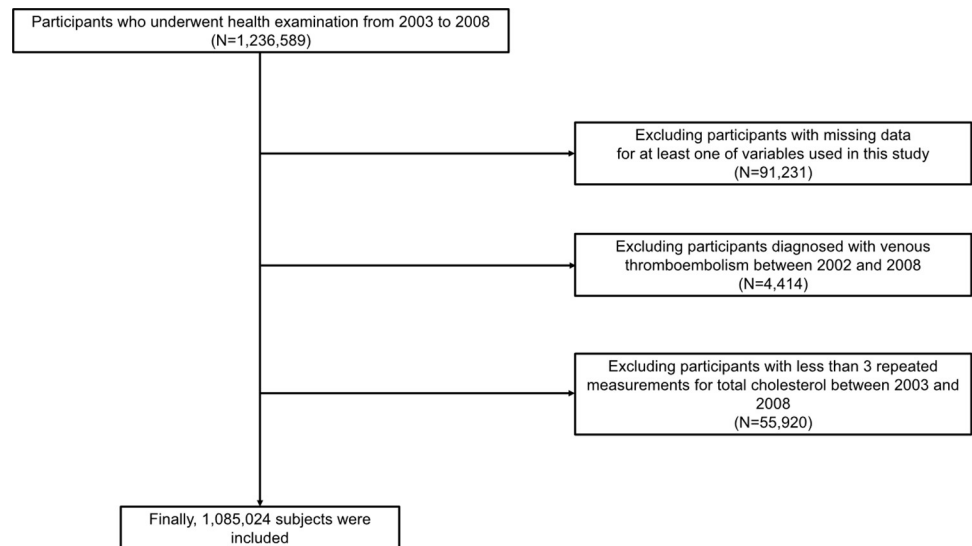 Participants who underwent health examination from 2003 to 2008
(N=1,236,589)
Excluding participants with missing data
for at least one of variables used in this study
(N=91,231)
Excluding participants diagnosed with venous
thromboembolism between 2002 and 2008
(N=4,414)
Excluding participants with less than 3 repeated
measurements for total cholesterol between 2003 and
2008
(N=55,920)
Finally, 1,085,024 subjects were
included